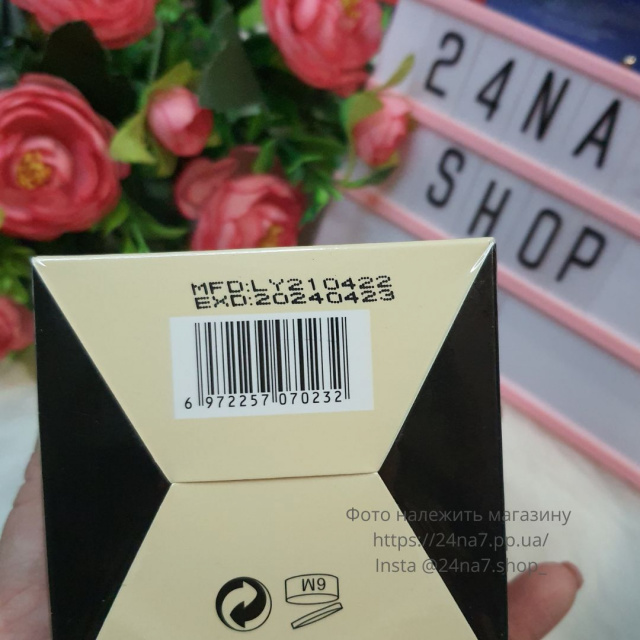 24NA
SHOP
MFD:LY210422
EXD:20240423
6 972257 070232
Фото належить магазину
https://24na7.pp.ua/
Insta @24na7.shop_
6M